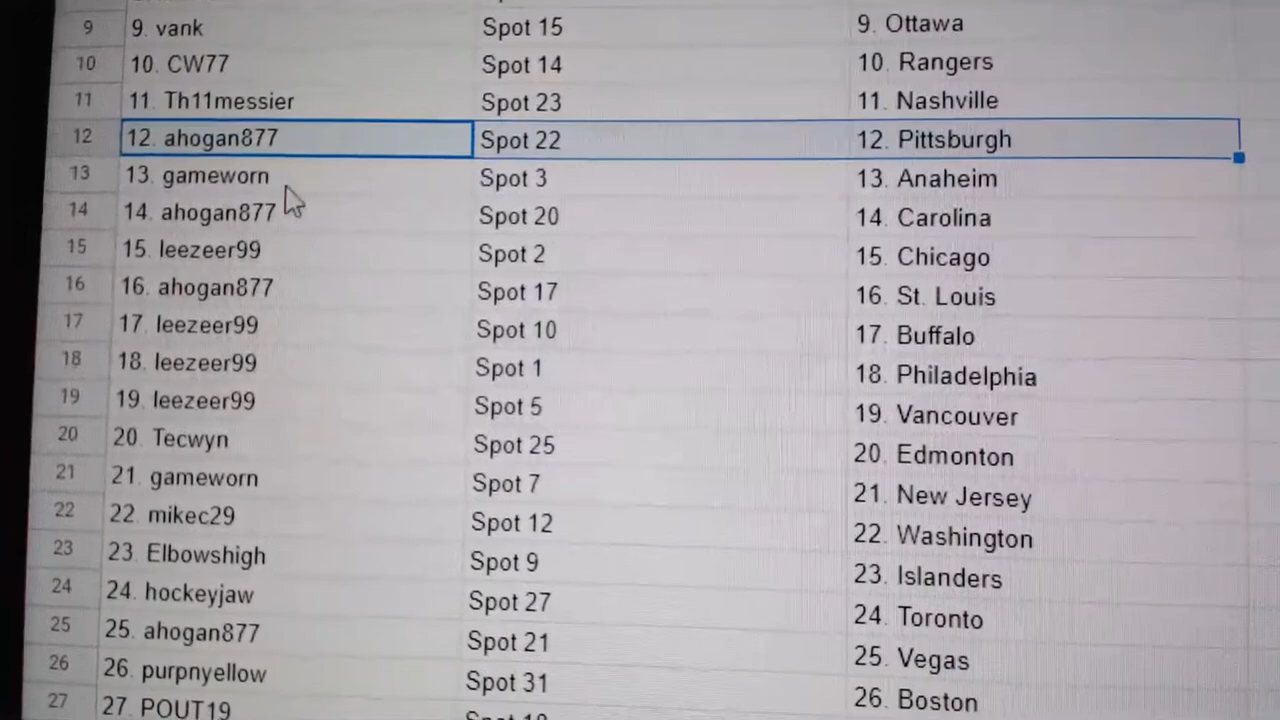 9 9. vank Spot 15 9. Ottawa
10 10. CW77 Spot 14 10. Rangers
11 11. Th11messier Spot 23 11. Nashville
12 12. ahogan877 Spot 22 12. Pittsburgh
13 13. gameworn Spot 3 13. Anaheim
14 14. ahogan877 Spot 20 14. Carolina
15 15. leezeer99 Spot 2 15. Chicago
16 16. ahogan877 Spot 17 16. St. Louis
17 17. leezeer99 Spot 10 17. Buffalo
18 18. leezeer99 Spot 1 18. Philadelphia
19 19. leezeer99 Spot 5 19. Vancouver
20 20. Tecwyn Spot 25 20. Edmonton
21 21. gameworn Spot 7 21. New Jersey
22 22. mikec29 Spot 12 22. Washington
23 23. Elbowshigh Spot 9 23. Islanders
24 24. hockeyjaw Spot 27 24. Toronto
25 25. ahogan877 Spot 21 25. Vegas
26 26. purpnyellow Spot 31 26. Boston
27 27. POUT19